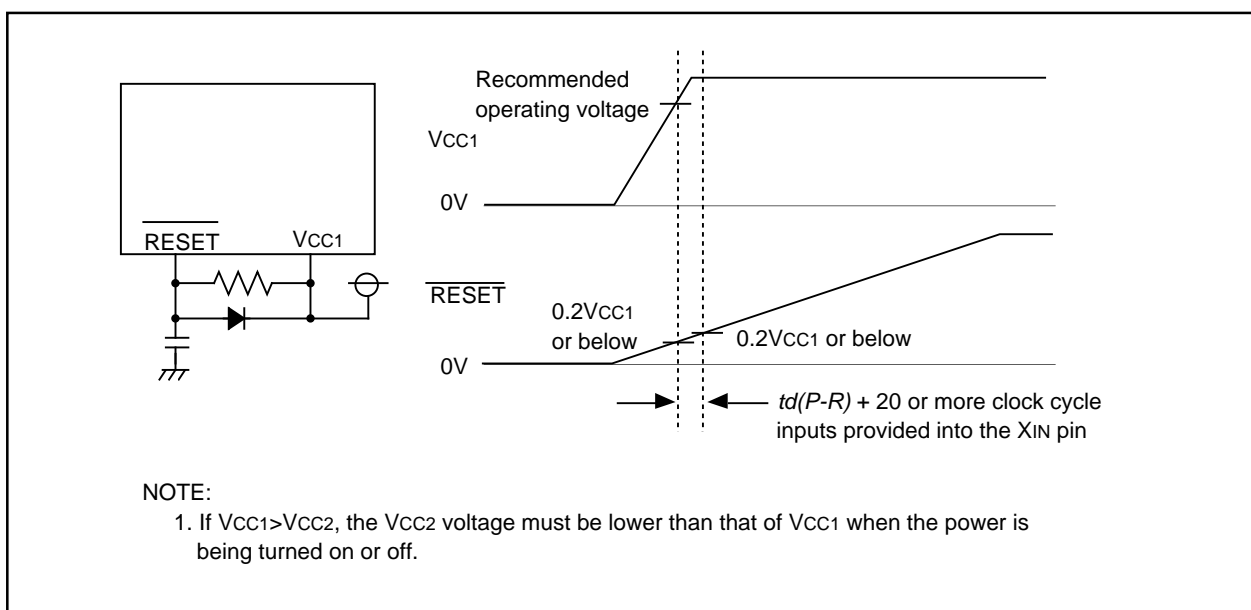 Recommended
operating voltage
VCC1
0V
RESET VCC1
RESET
0.2VCC1
or below
0.2VCC1 or below
0V
td(P-R) + 20 or more clock cycle
inputs provided into the XIN pin
NOTE:
1. If VCC1>VCC2, the VCC2 voltage must be lower than that of VCC1 when the power is
being turned on or off.